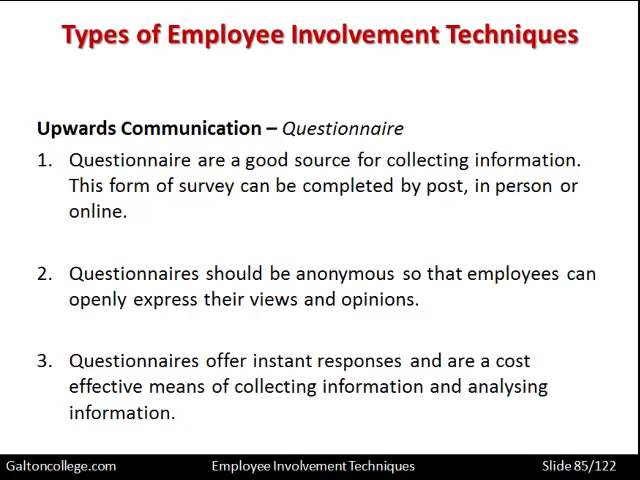 Types of Employee Involvement Techniques
Upwards Communication – Questionnaire
1. Questionnaire are a good source for collecting information.
This form of survey can be completed by post, in person or
online.
2. Questionnaires should be anonymous so that employees can
openly express their views and opinions.
3. Questionnaires offer instant responses and are a cost
effective means of collecting information and analysing
information.
Galtoncollege.com Employee Involvement Techniques Slide 85/122